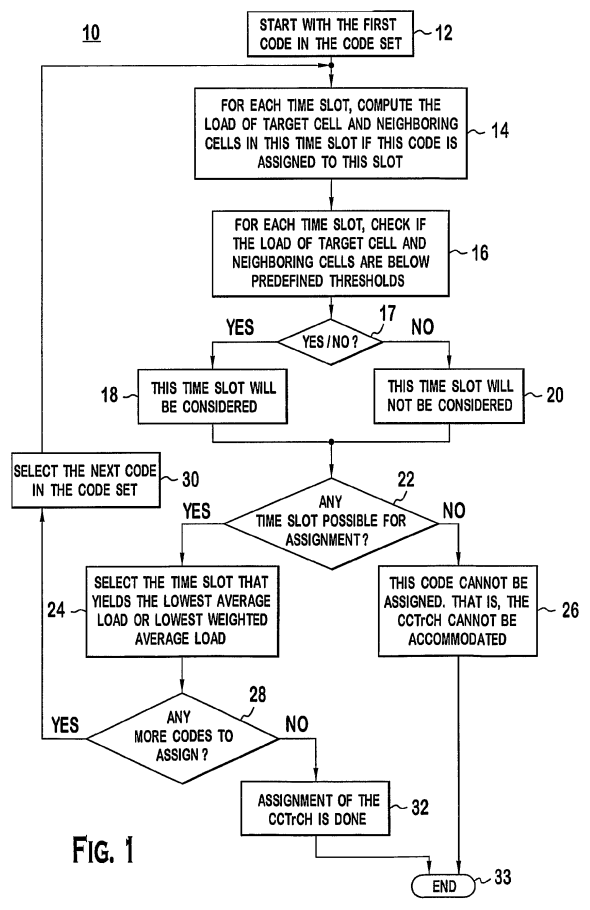 10
START WITH THE FIRST
CODE IN THE CODE SET
12
FOR EACH TIME SLOT, COMPUTE THE
LOAD OF TARGET CELL AND NEIGHBORING
CELLS IN THIS TIME SLOT IF THIS CODE IS
ASSIGNED TO THIS SLOT
14
FOR EACH TIME SLOT, CHECK IF
THE LOAD OF TARGET CELL AND
NEIGHBORING CELLS ARE BELOW
PREDEFINED THRESHOLDS
16
17
YES
YES/NO?
NO
THIS TIME SLOT WILL
BE CONSIDERED
18
THIS TIME SLOT WILL
NOT BE CONSIDERED
20
SELECT THE NEXT CODE
IN THE CODE SET
30
22
YES
ANY
TIME SLOT POSSIBLE FOR
ASSIGNMENT?
NO
SELECT THE TIME SLOT THAT
YIELDS THE LOWEST AVERAGE
LOAD OR LOWEST WEIGHTED
AVERAGE LOAD
24
THIS CODE CANNOT BE
ASSIGNED. THAT IS, THE
CCTrCH CANNOT BE
ACCOMMODATED
26
28
YES
ANY
MORE CODES TO
ASSIGN?
NO
ASSIGNMENT OF THE
CCTrCH IS DONE
32
FIG. 1
END
33